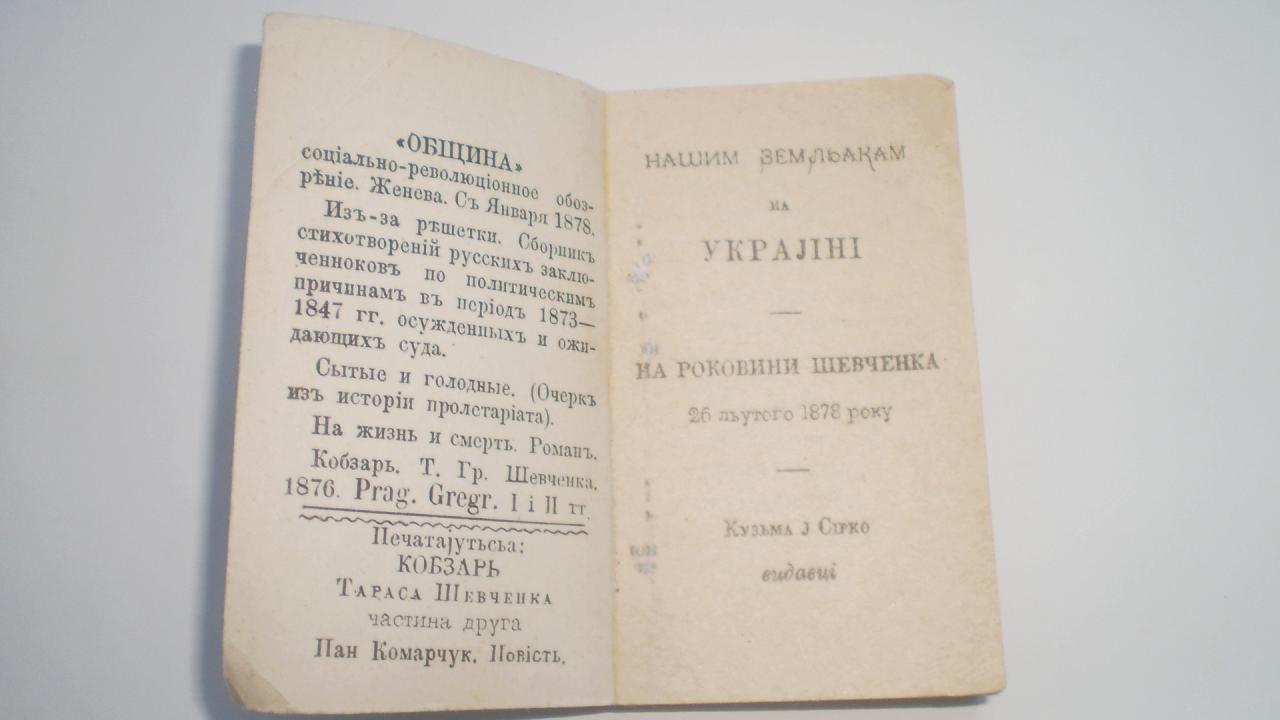 «ОБЩИНА»
соціально-революціонное обоз-
рѣніе. Женева. Съ Января 1878.
Изъ-за рѣшетки. Сборникъ
стихотвореній русскихъ заклю-
ченноковъ по политическим
причинамъ въ періодъ 1873—
1847 гг. осужденныхъ и ожи-
дающихъ суда.
Сытые и голодные. (Очеркъ
изъ исторіи пролетаріата).
На жизнь и смерть. Романъ.
Кобзарь. Т. Гр. Шевченка.
1876. Prag. Gregr. I і II тт.
Печатајутьсьа:
КОБЗАРЬ
Тараса Шевченка
частина друга
Пан Комарчук. Повість.
НАШИМ ЗЕМЛЬАКАМ
НА
УКРАЈІНІ
НА РОКОВИНИ ШЕВЧЕНКА
26 льутого 1878 року
Кузьма ј Сірко
видавці